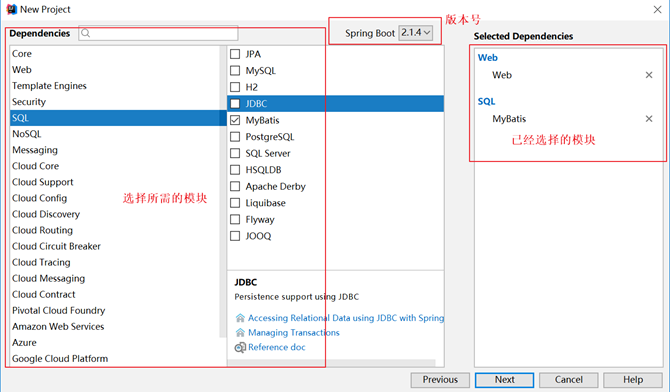 New Project
版本号
Dependencies
Spring Boot 2.1.4
Selected Dependencies
Core
Web
Template Engines
Security
SQL
NoSQL
Messaging
Cloud Core
Cloud Support
Cloud Config
Cloud Discovery
Cloud Routing
Cloud Circuit Breaker
Cloud Tracing
Cloud Messaging
Cloud Contract
Pivotal Cloud Foundry
Amazon Web Services
Azure
Google Cloud Platform
选择所需的模块
JPA
MySQL
H2
JDBC
MyBatis
PostgreSQL
SQL Server
HSQLDB
Apache Derby
Liquibase
Flyway
JOOQ
JDBC
Persistence support using JDBC
Accessing Relational Data using JDBC with Spring
Managing Transactions
Reference doc
Web
Web
SQL
MyBatis
已经选择的模块
Previous
Next
Cancel
Help